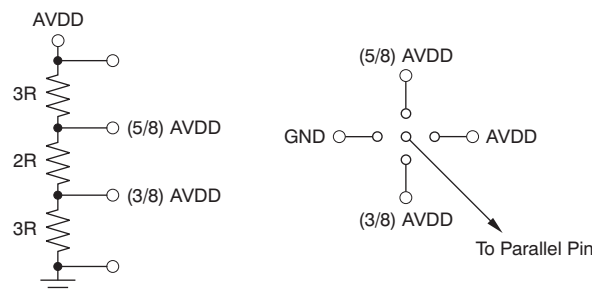 AVDD
3R
(5/8) AVDD
2R
(3/8) AVDD
3R
(5/8) AVDD
GND
AVDD
(3/8) AVDD
To Parallel Pin